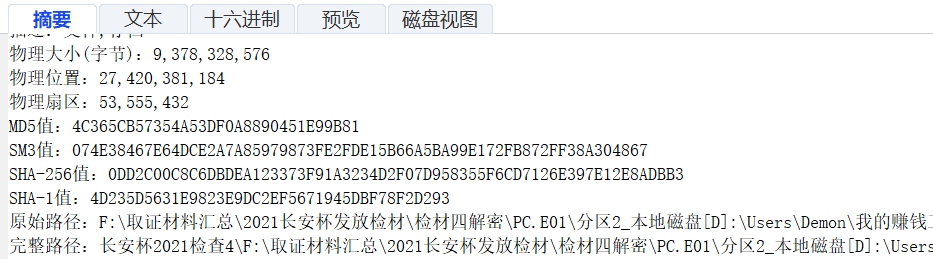 摘要 文本 十六进制 预览 磁盘视图
物理大小(字节): 9,378,328,576
物理位置: 27,420,381,184
物理扇区: 53,555,432
MD5值: 4C365CB57354A53DF0A8890451E99B81
SM3值: 074E38467E64DCE2A7A85979873FE2FDE15B66A5BA99E172FB872FF38A304867
SHA-256值: 0DD2C00C8C6DBDEA123373F91A3234D2F07D958355F6CD7126E397E12E8ADBB3
SHA-1值: 4D235D5631E9823E9DC2EF5671945DBF78F2D293
原始路径: F:\取证材料汇总\2021长安杯发放检材\检材四解密\PC.E01\分区2_本地磁盘[D]:\Users\Demon\我的赚钱
完整路径: 长安杯2021检查4\F:\取证材料汇总\2021长安杯发放检材\检材四解密\PC.E01\分区2_本地磁盘[D]:\Users